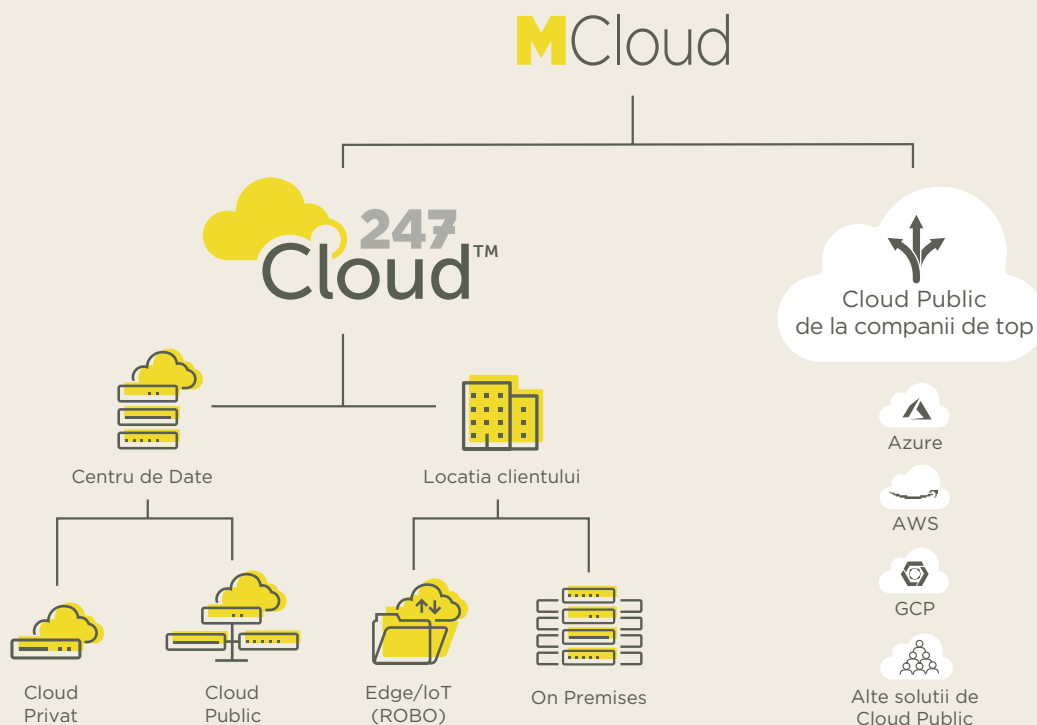 MCloud
247
Cloud™
Cloud Public
de la companii de top
Azure
AWS
GCP
Alte solutii de
Cloud Public
Centru de Date
Locatia clientului
Cloud
Privat
Cloud
Public
Edge/IoT
(ROBO)
On Premises